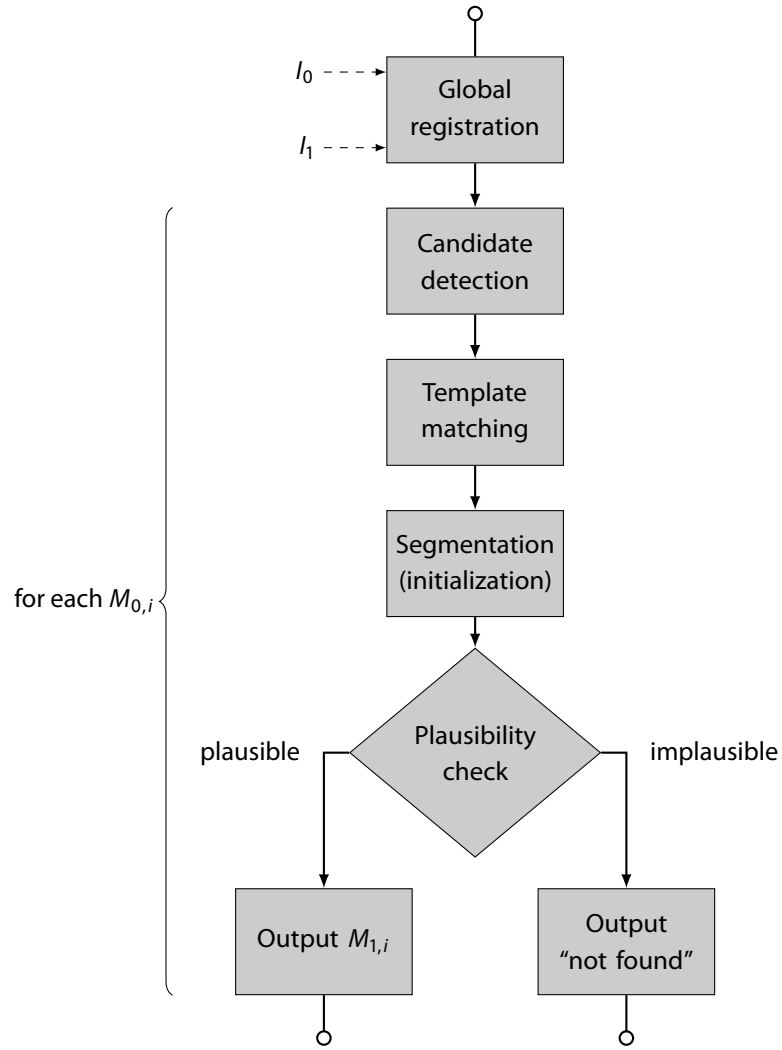 I₀
Global
registration
I₁
Candidate
detection
Template
matching
Segmentation
(initialization)
for each M₀,ᵢ
Plausibility
check
plausible
implausible
Output M₁,ᵢ
Output
“not found”